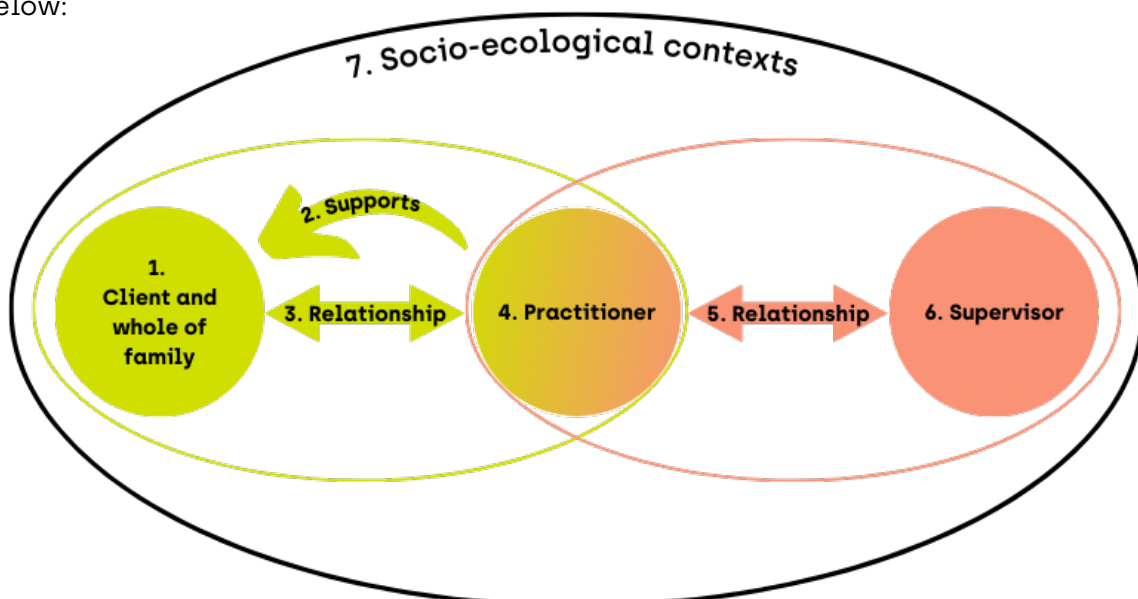 7. Socio-ecological contexts
2. Supports
1.
Client and
whole of
family
3. Relationship
4. Practitioner
5. Relationship
6. Supervisor